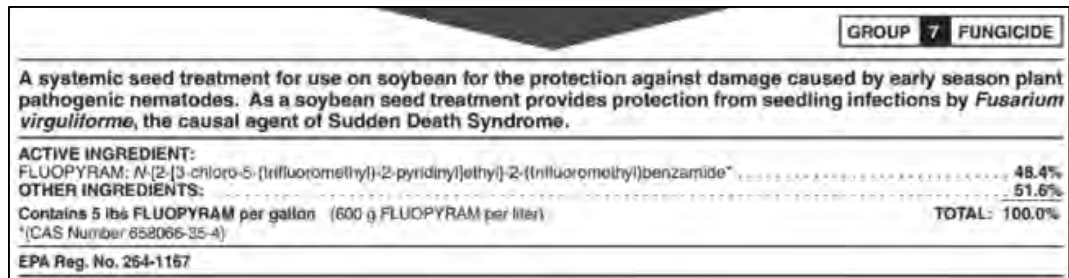 GROUP 7 FUNGICIDE
A systemic seed treatment for use on soybean for the protection against damage caused by early season plant
pathogenic nematodes. As a soybean seed treatment provides protection from seedling infections by Fusarium
virguliforme, the causal agent of Sudden Death Syndrome.
ACTIVE INGREDIENT:
FLUOPYRAM: N-[2-[3-chloro-5-(trifluoromethyl)-2-pyridinyl]ethyl]-2-(trifluoromethyl)benzamide* . . . . . . . . . . . . . . . . . . . . . . . . . . . . . . 48.4%
OTHER INGREDIENTS: . . . . . . . . . . . . . . . . . . . . . . . . . . . . . . . . . . . . . . . . . . . . . . . . . . . . . . . . . . . . 51.6%
Contains 5 lbs FLUOPYRAM per gallon (600 g FLUOPYRAM per liter) TOTAL: 100.0%
*(CAS Number 658066-35-4)
EPA Reg. No. 264-1167